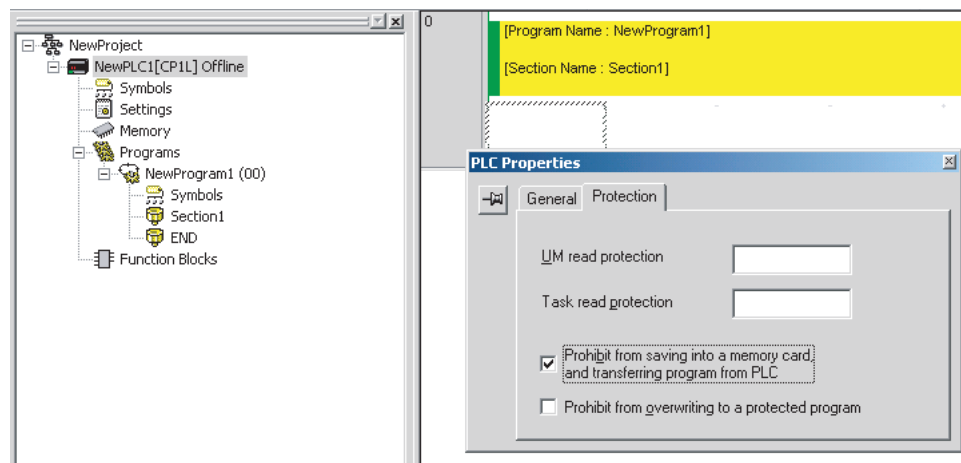 NewProject
NewPLC1[CP1L] Offline
Symbols
Settings
Memory
Programs
NewProgram1 (00)
Symbols
Section1
END
Function Blocks
0
[Program Name : NewProgram1]
[Section Name : Section1]
PLC Properties
General Protection
UM read protection
Task read protection
Prohibit from saving into a memory card,
and transferring program from PLC
Prohibit from overwriting to a protected program